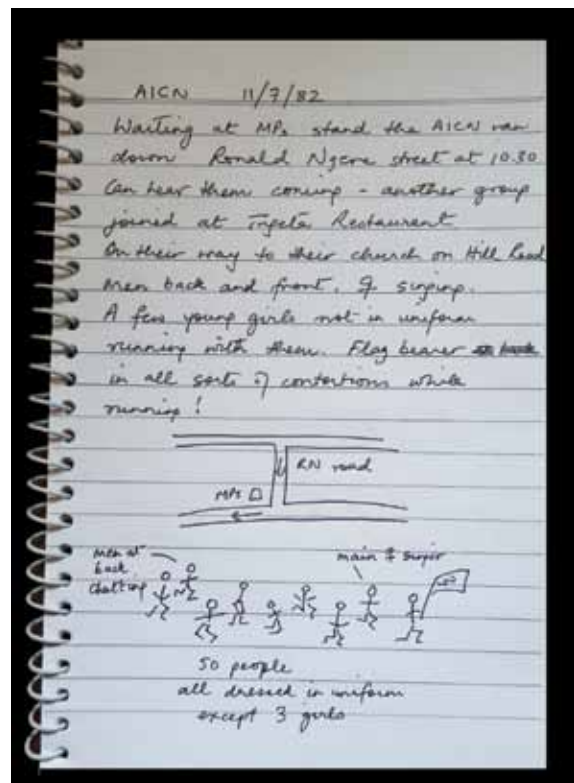 AICN 11/7/82
Waiting at MPs stand the AICN ran
down Ronald Ngene street at 10.30
Can hear them coming - another group
joined at Restaurant
On their way to their church on Hill Road
Men back and front. ♀ singing.
A few young girls not in uniform
running with them. Flag bearer
in all sorts of contortions while
running!
RN road
MPs
men at
back
chatting
main ♀ singer
50 people
all dressed in uniform
except 3 girls